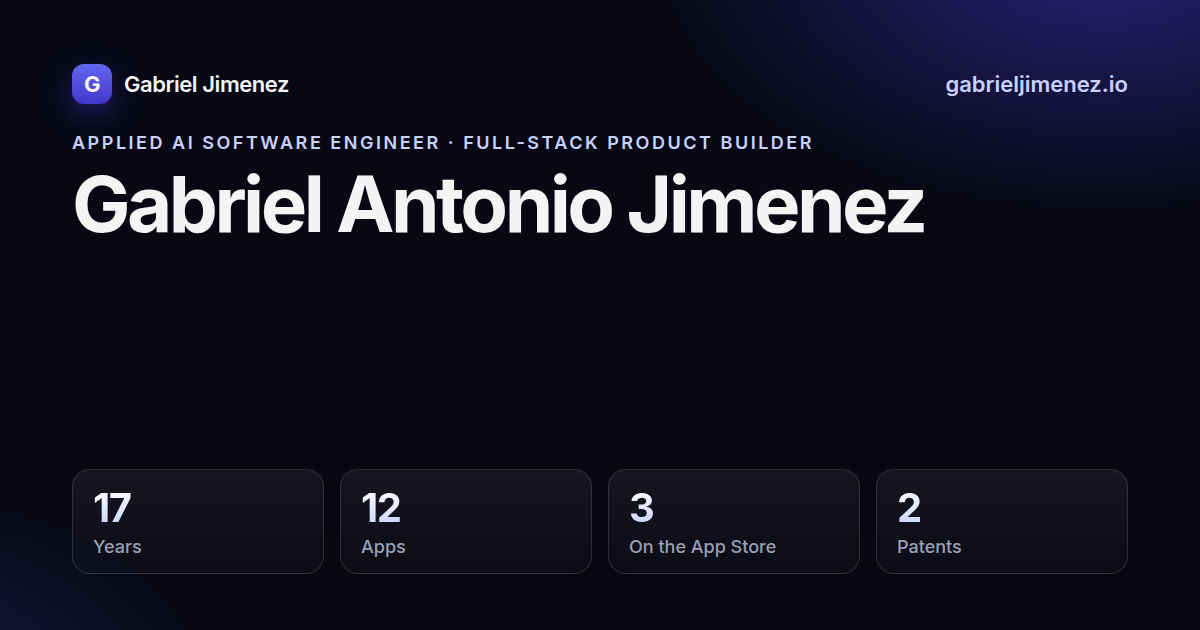 G Gabriel Jimenez
gabrieljimenez.io
APPLIED AI SOFTWARE ENGINEER · FULL-STACK PRODUCT BUILDER
Gabriel Antonio Jimenez
17
Years
12
Apps
3
On the App Store
2
Patents